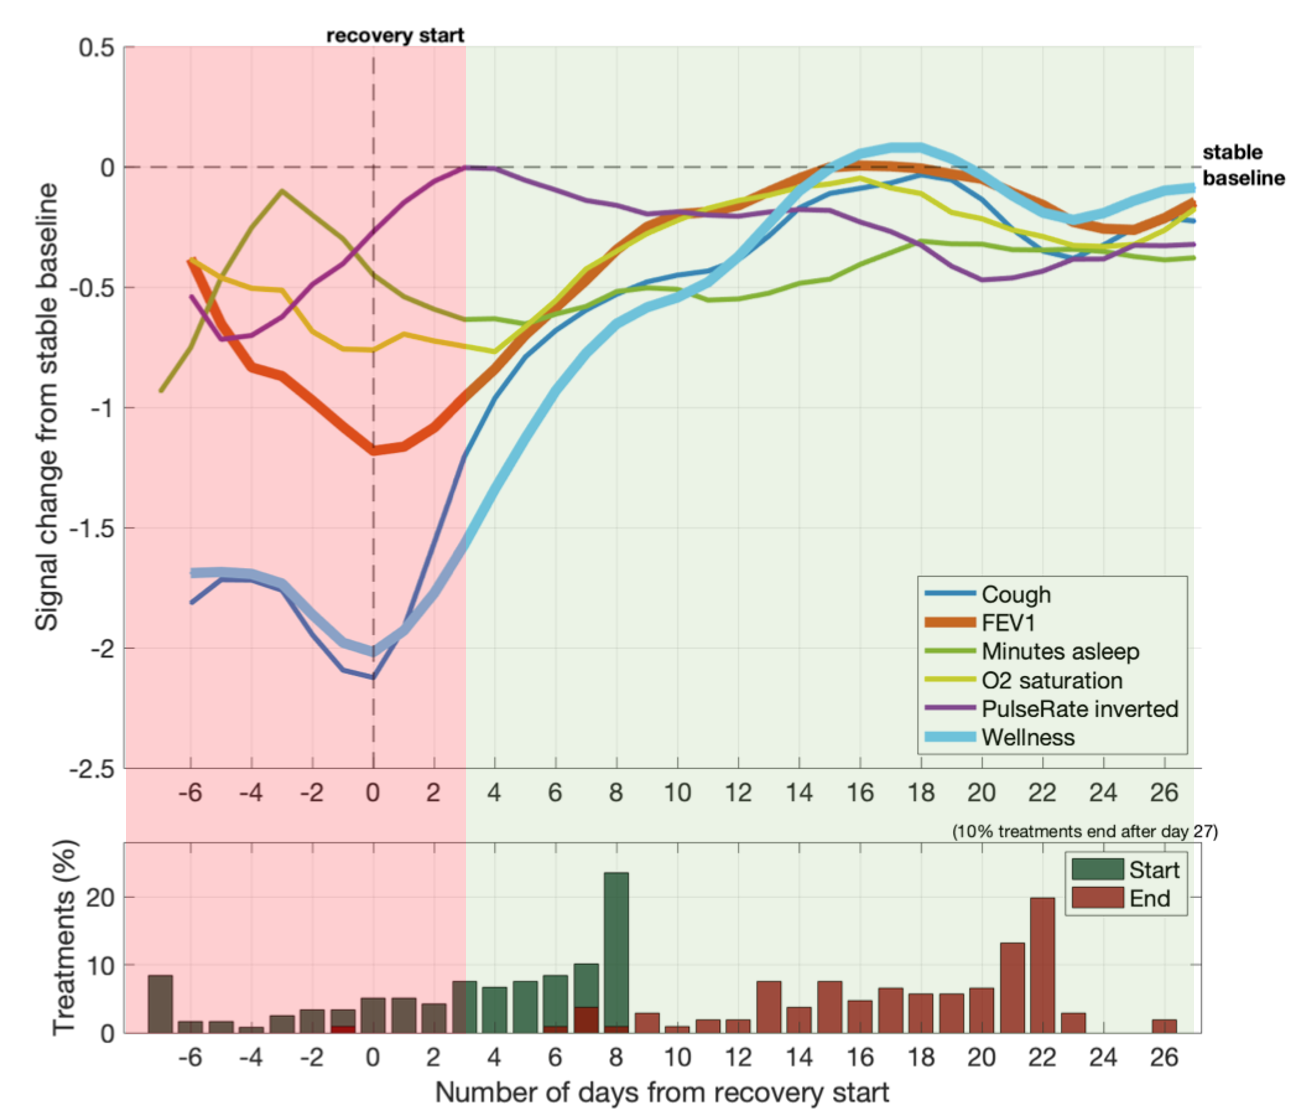 recovery start
0.5
0
-0.5
-1
-1.5
-2
-2.5
Signal change from stable baseline
stable
baseline
Cough
FEV1
Minutes asleep
O2 saturation
PulseRate inverted
Wellness
-6 -4 -2 0 2 4 6 8 10 12 14 16 18 20 22 24 26
(10% treatments end after day 27)
Treatments (%)
20
10
0
Start
End
-6 -4 -2 0 2 4 6 8 10 12 14 16 18 20 22 24 26
Number of days from recovery start